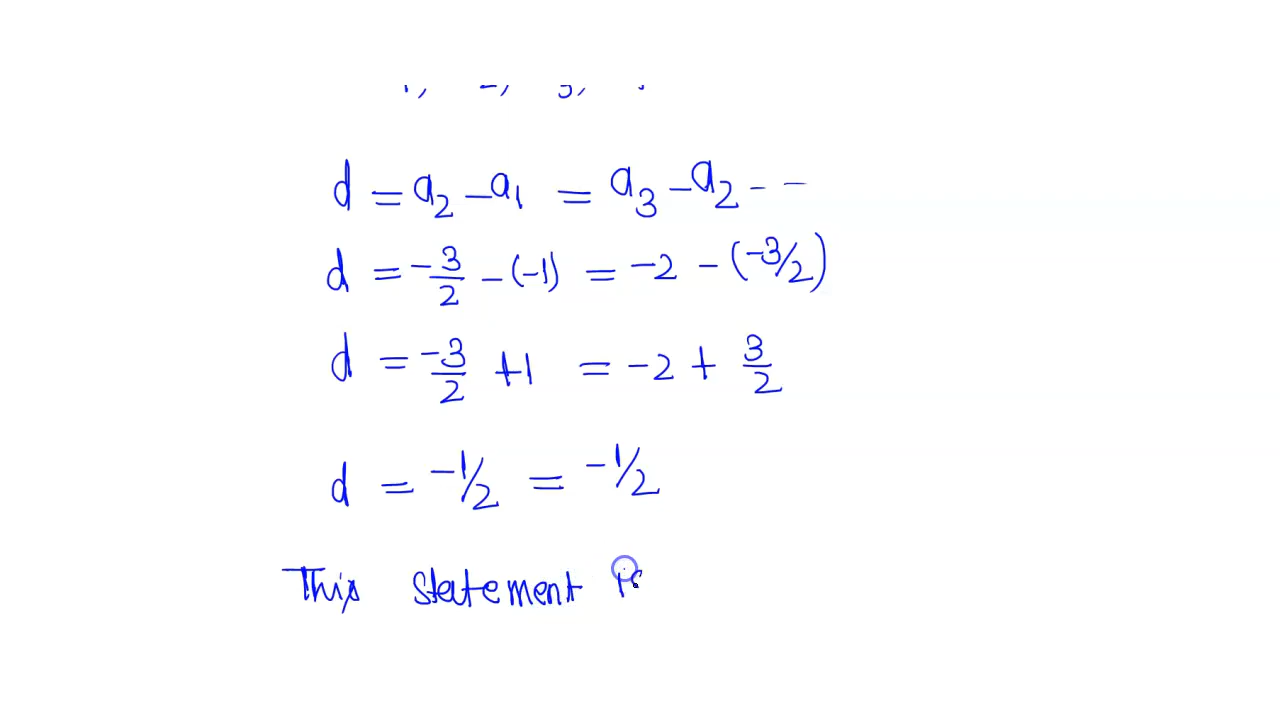 d = a2 - a1 = a3 - a2 - -
d = -3/2 - (-1) = -2 - (-3/2)
d = -3/2 + 1 = -2 + 3/2
d = -1/2 = -1/2
This statement is